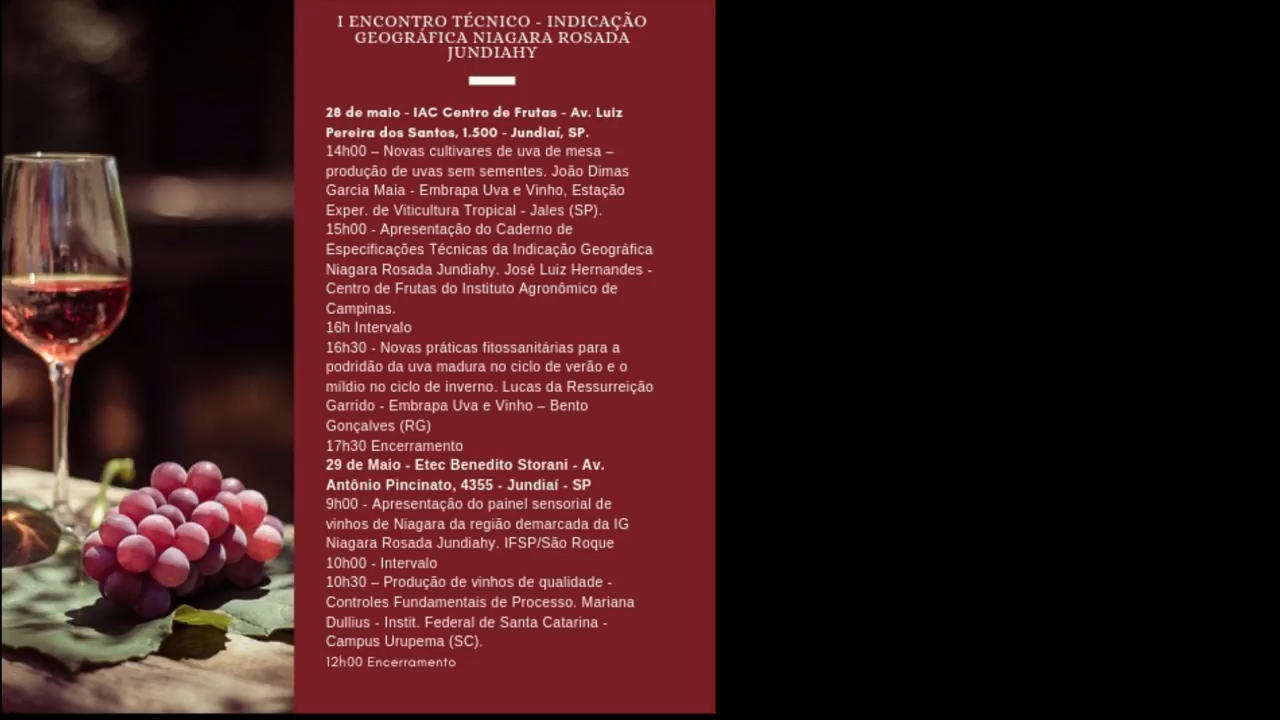 I ENCONTRO TÉCNICO - INDICAÇÃO
GEOGRÁFICA NIAGARA ROSADA
JUNDIAHY
28 de maio - IAC Centro de Frutas - Av. Luiz
Pereira dos Santos, 1.500 - Jundiaí, SP.
14h00 – Novas cultivares de uva de mesa –
produção de uvas sem sementes. João Dimas
Garcia Maia - Embrapa Uva e Vinho, Estação
Exper. de Viticultura Tropical - Jales (SP).
15h00 - Apresentação do Caderno de
Especificações Técnicas da Indicação Geográfica
Niagara Rosada Jundiahy. José Luiz Hernandes -
Centro de Frutas do Instituto Agronômico de
Campinas.
16h Intervalo
16h30 - Novas práticas fitossanitárias para a
podridão da uva madura no ciclo de verão e o
míldio no ciclo de inverno. Lucas da Ressurreição
Garrido - Embrapa Uva e Vinho – Bento
Gonçalves (RG)
17h30 Encerramento
29 de Maio - Etec Benedito Storani - Av.
Antônio Pincinato, 4355 - Jundiaí - SP
9h00 - Apresentação do painel sensorial de
vinhos de Niagara da região demarcada da IG
Niagara Rosada Jundiahy. IFSP/São Roque
10h00 - Intervalo
10h30 – Produção de vinhos de qualidade -
Controles Fundamentais de Processo. Mariana
Dullius - Instit. Federal de Santa Catarina -
Campus Urupema (SC).
12h00 Encerramento